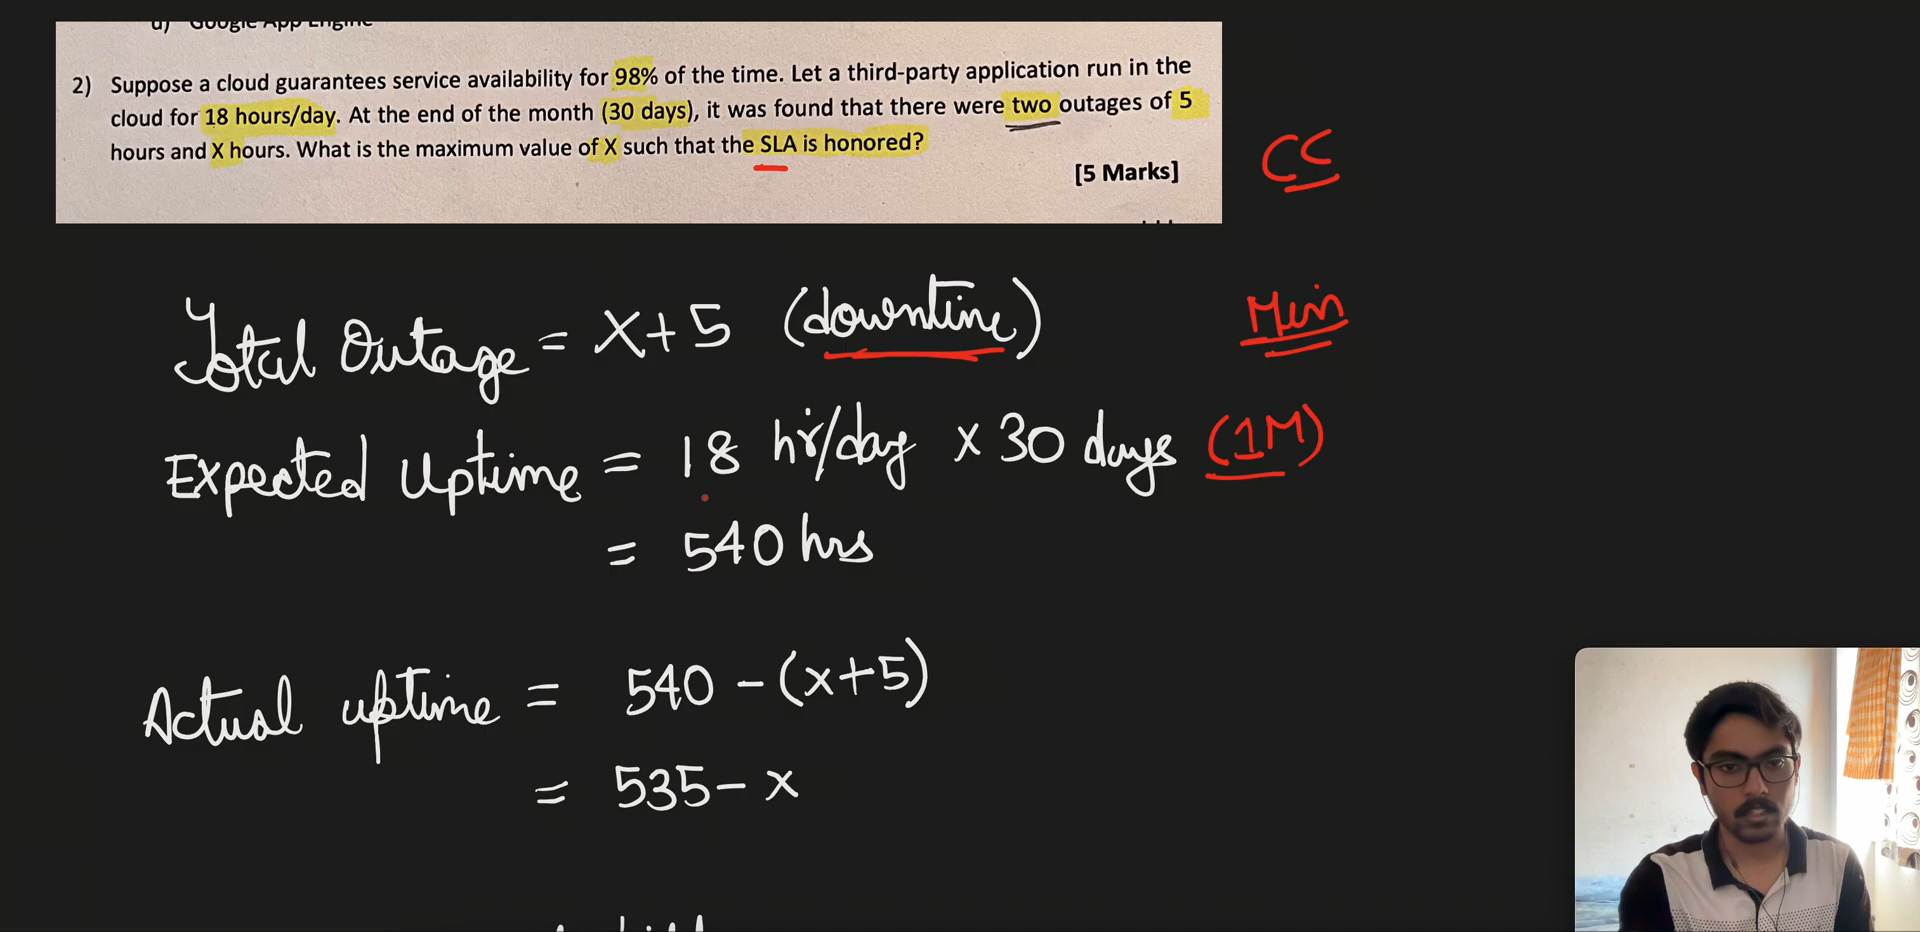 d) Google App Engine
2) Suppose a cloud guarantees service availability for 98% of the time. Let a third-party application run in the
cloud for 18 hours/day. At the end of the month (30 days), it was found that there were two outages of 5
hours and X hours. What is the maximum value of X such that the SLA is honored?
[5 Marks]
CC
Total Outage = X+5 (downtime)
Min
Expected Uptime = 18 hr/day × 30 days (1M)
= 540 hrs
Actual uptime = 540 - (x+5)
= 535 - x